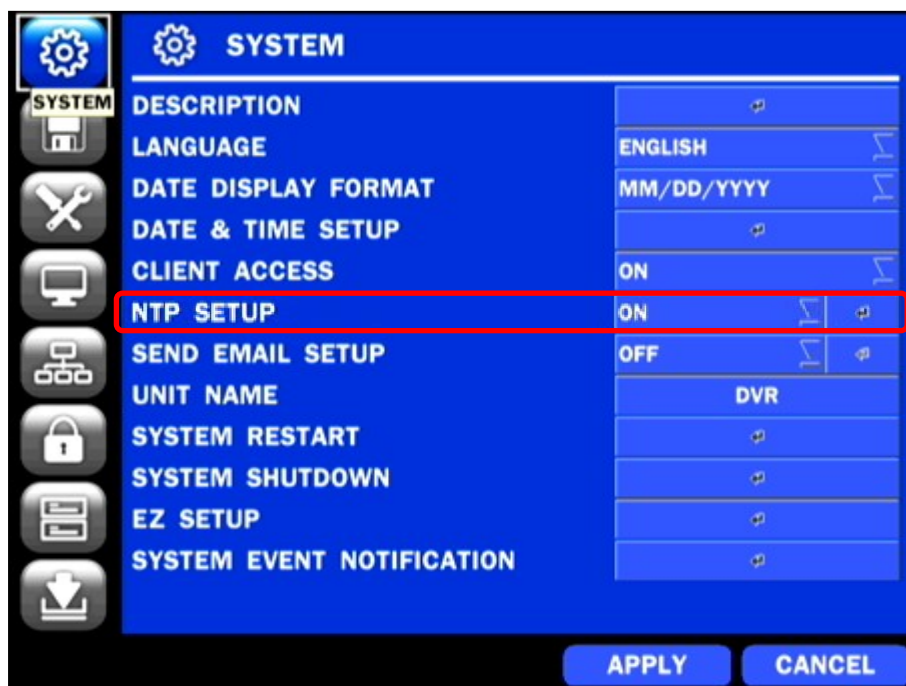 SYSTEM
SYSTEM
DESCRIPTION
LANGUAGE ENGLISH
DATE DISPLAY FORMAT MM/DD/YYYY
DATE & TIME SETUP
CLIENT ACCESS ON
NTP SETUP ON
SEND EMAIL SETUP OFF
UNIT NAME DVR
SYSTEM RESTART
SYSTEM SHUTDOWN
EZ SETUP
SYSTEM EVENT NOTIFICATION
APPLY CANCEL